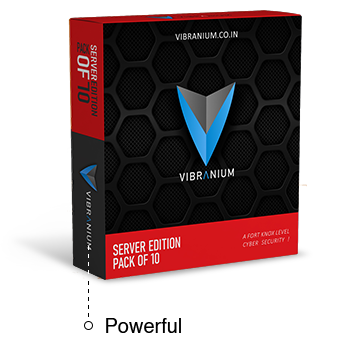 VIBRANIUM.CO.IN
SERVER EDITION
PACK OF 10
VIBRANIUM
VIBRANIUM
SERVER EDITION
PACK OF 10
A FORT KNOX LEVEL
CYBER SECURITY !
Powerful